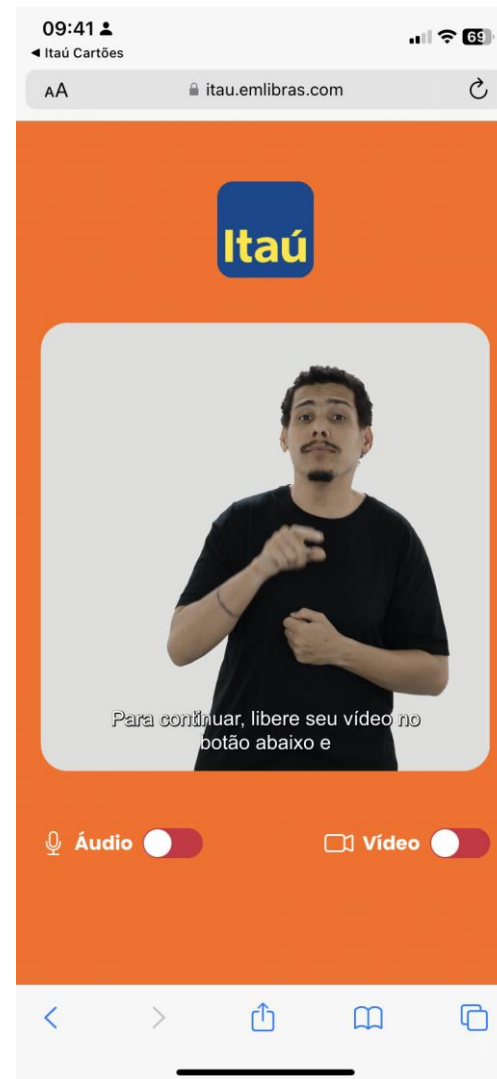 09:41
69
◀ Itaú Cartões
AA
itau.emlibras.com
Itaú
Para continuar, libere seu vídeo no
botão abaixo e
Áudio
Vídeo